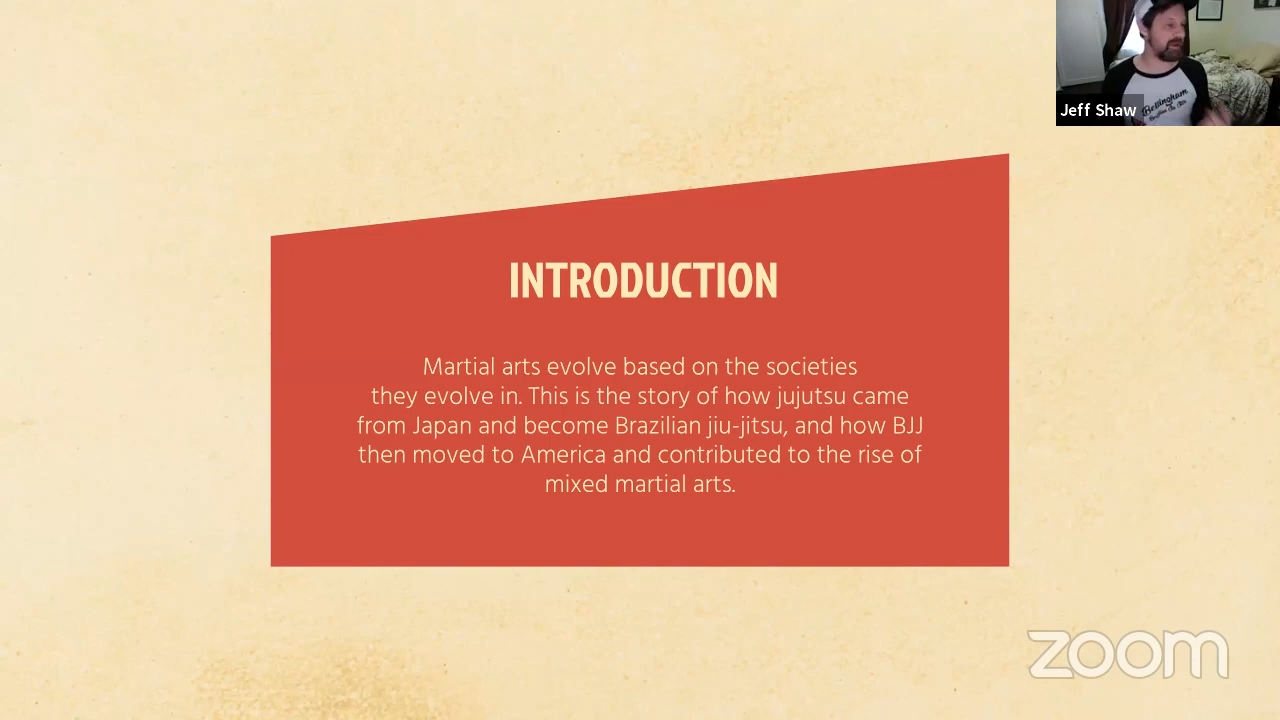 Jeff Shaw
Bellingham
INTRODUCTION
Martial arts evolve based on the societies
they evolve in. This is the story of how jujutsu came
from Japan and become Brazilian jiu-jitsu, and how BJJ
then moved to America and contributed to the rise of
mixed martial arts.
zoom